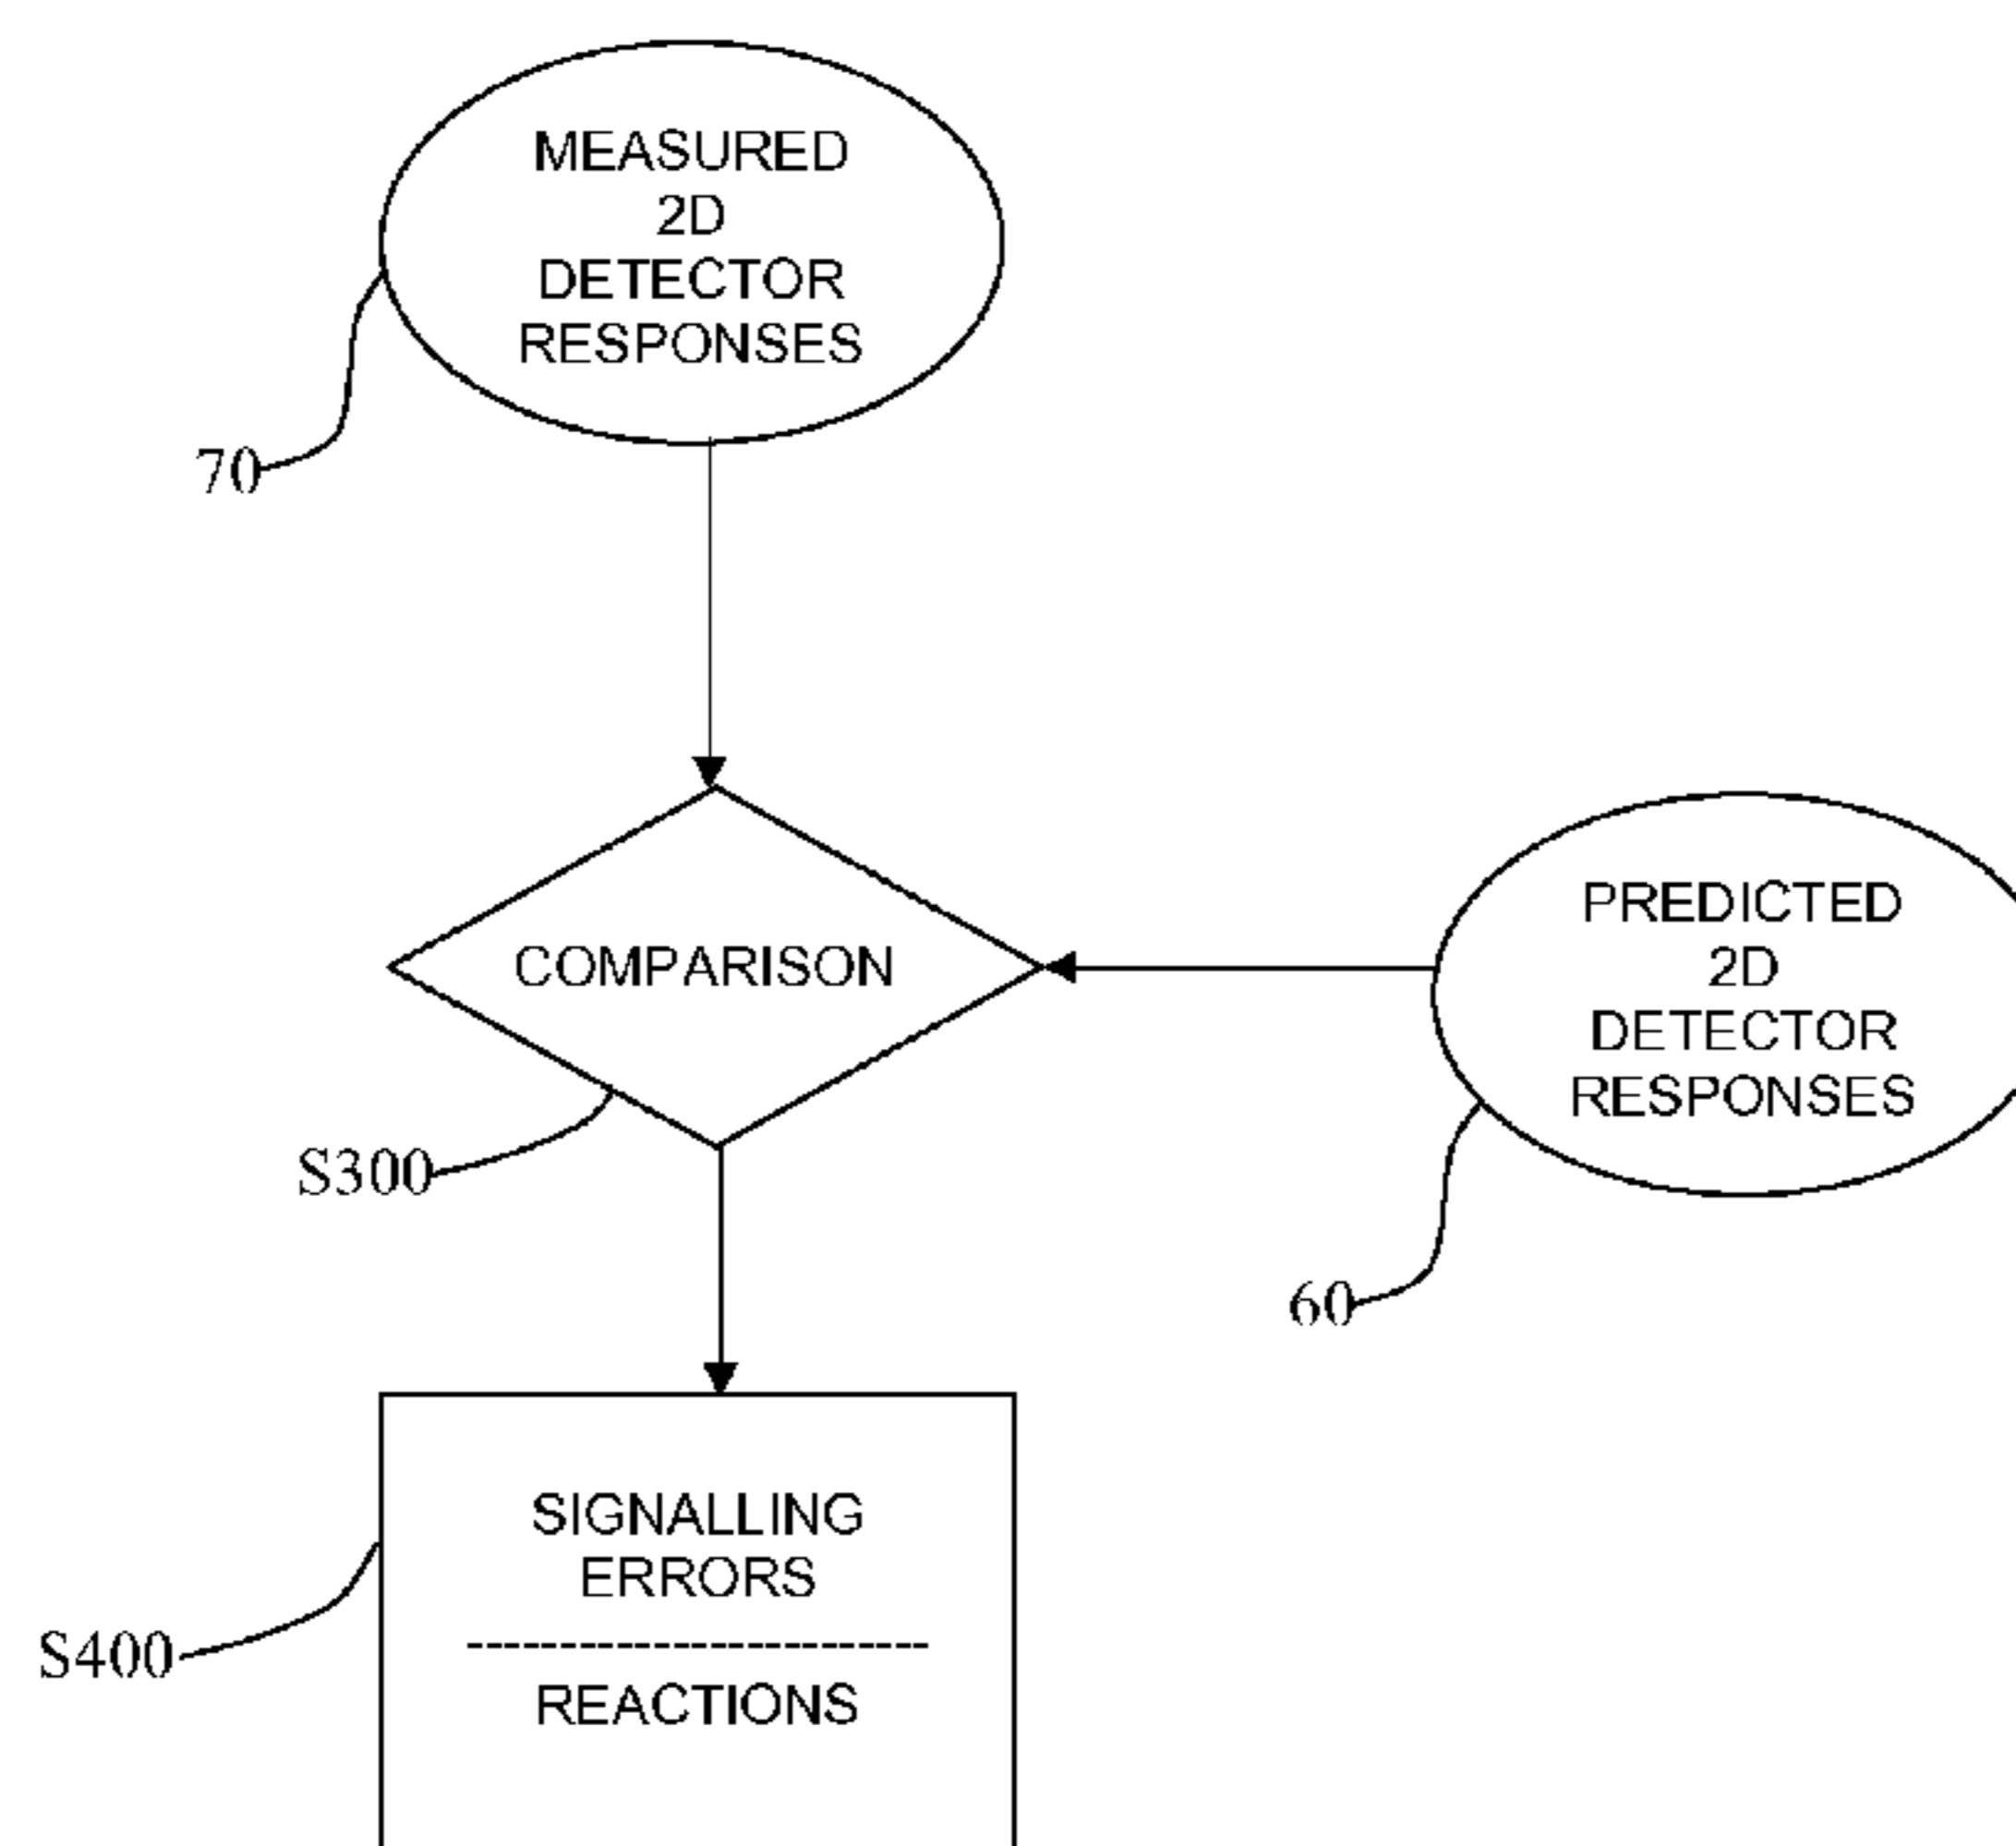 MEASURED
2D
DETECTOR
RESPONSES
70
COMPARISON
PREDICTED
2D
DETECTOR
RESPONSES
S300
60
SIGNALLING
ERRORS
REACTIONS
S400